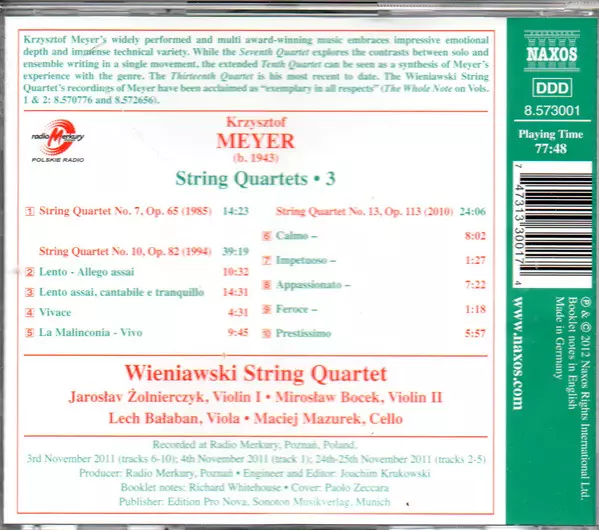 Krzysztof Meyer's widely performed and multi award-winning music embraces impressive emotional
depth and immense technical variety. While the Seventh Quartet explores the contrasts between solo and
ensemble writing in a single movement, the extended Tenth Quartet can be seen as a synthesis of Meyer's
experience with the genre. The Thirteenth Quartet is his most recent to date. The Wieniawski String
Quartet's recordings of Meyer have been acclaimed as “exemplary in all respects” (The Whole Note on Vols.
1 & 2: 8.570776 and 8.572656).
NAXOS
DDD
8.573001
Playing Time
77:48
radio Merkury
POLSKIE RADIO
Krzysztof
MEYER
(b. 1943)
String Quartets • 3
1 String Quartet No. 7, Op. 65 (1985) 14:23
String Quartet No. 10, Op. 82 (1994) 39:19
2 Lento - Allego assai 10:32
3 Lento assai, cantabile e tranquillo 14:31
4 Vivace 4:31
5 La Malinconia - Vivo 9:45
String Quartet No. 13, Op. 113 (2010) 24:06
6 Calmo – 8:02
7 Impetuoso – 1:27
8 Appassionato – 7:22
9 Feroce – 1:18
10 Prestissimo 5:57
Wieniawski String Quartet
Jarosłav Żolnierczyk, Violin I • Mirosław Bocek, Violin II
Lech Bałaban, Viola • Maciej Mazurek, Cello
Recorded at Radio Merkury, Poznań, Poland,
3rd November 2011 (tracks 6-10); 4th November 2011 (track 1); 24th-25th November 2011 (tracks 2-5)
Producer: Radio Merkury, Poznań • Engineer and Editor: Joachim Krukowski
Booklet notes: Richard Whitehouse • Cover: Paolo Zeccara
Publisher: Edition Pro Nova, Sonoton Musikverlag, Munich
7 47313 30017 4
℗ & © 2012 Naxos Rights International Ltd.
Booklet notes in English
Made in Germany
www.naxos.com